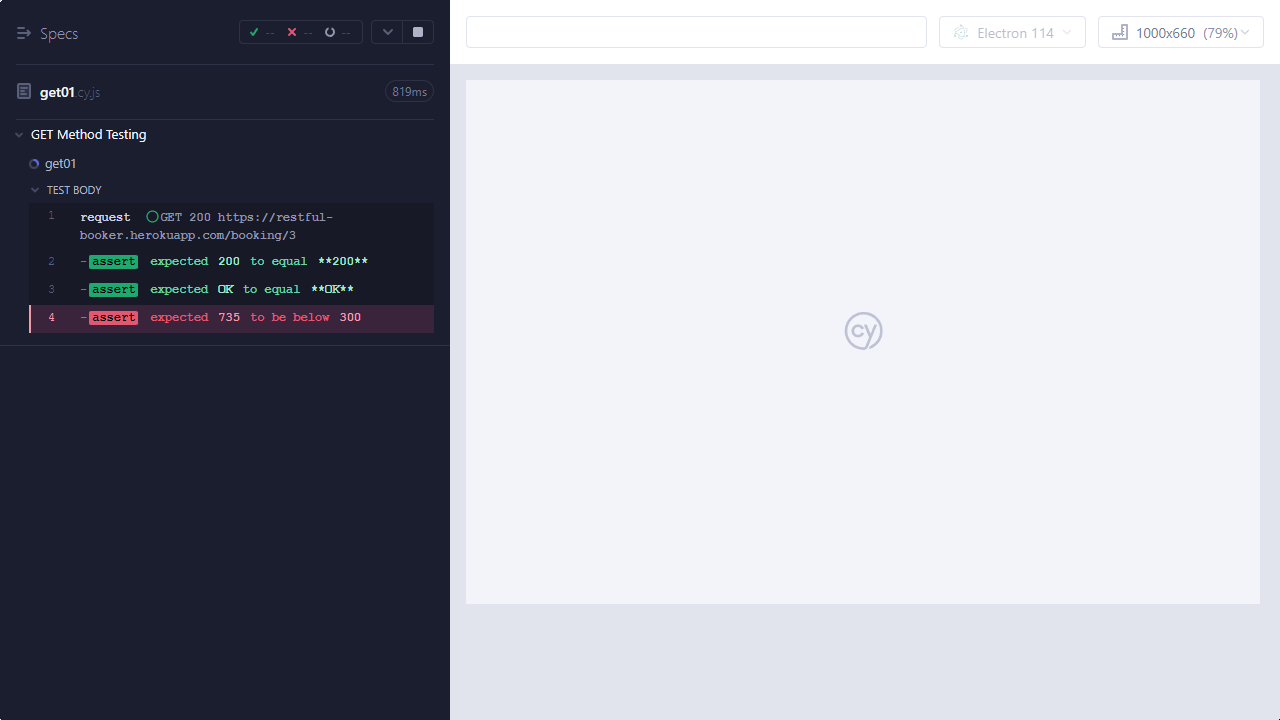 Specs
--
--
--
Electron 114
1000x660 (79%)
get01.cy.js
819ms
GET Method Testing
get01
TEST BODY
1 request GET 200 https://restful-
booker.herokuapp.com/booking/3
2 -assert expected 200 to equal **200**
3 -assert expected OK to equal **OK**
4 -assert expected 735 to be below 300
cy